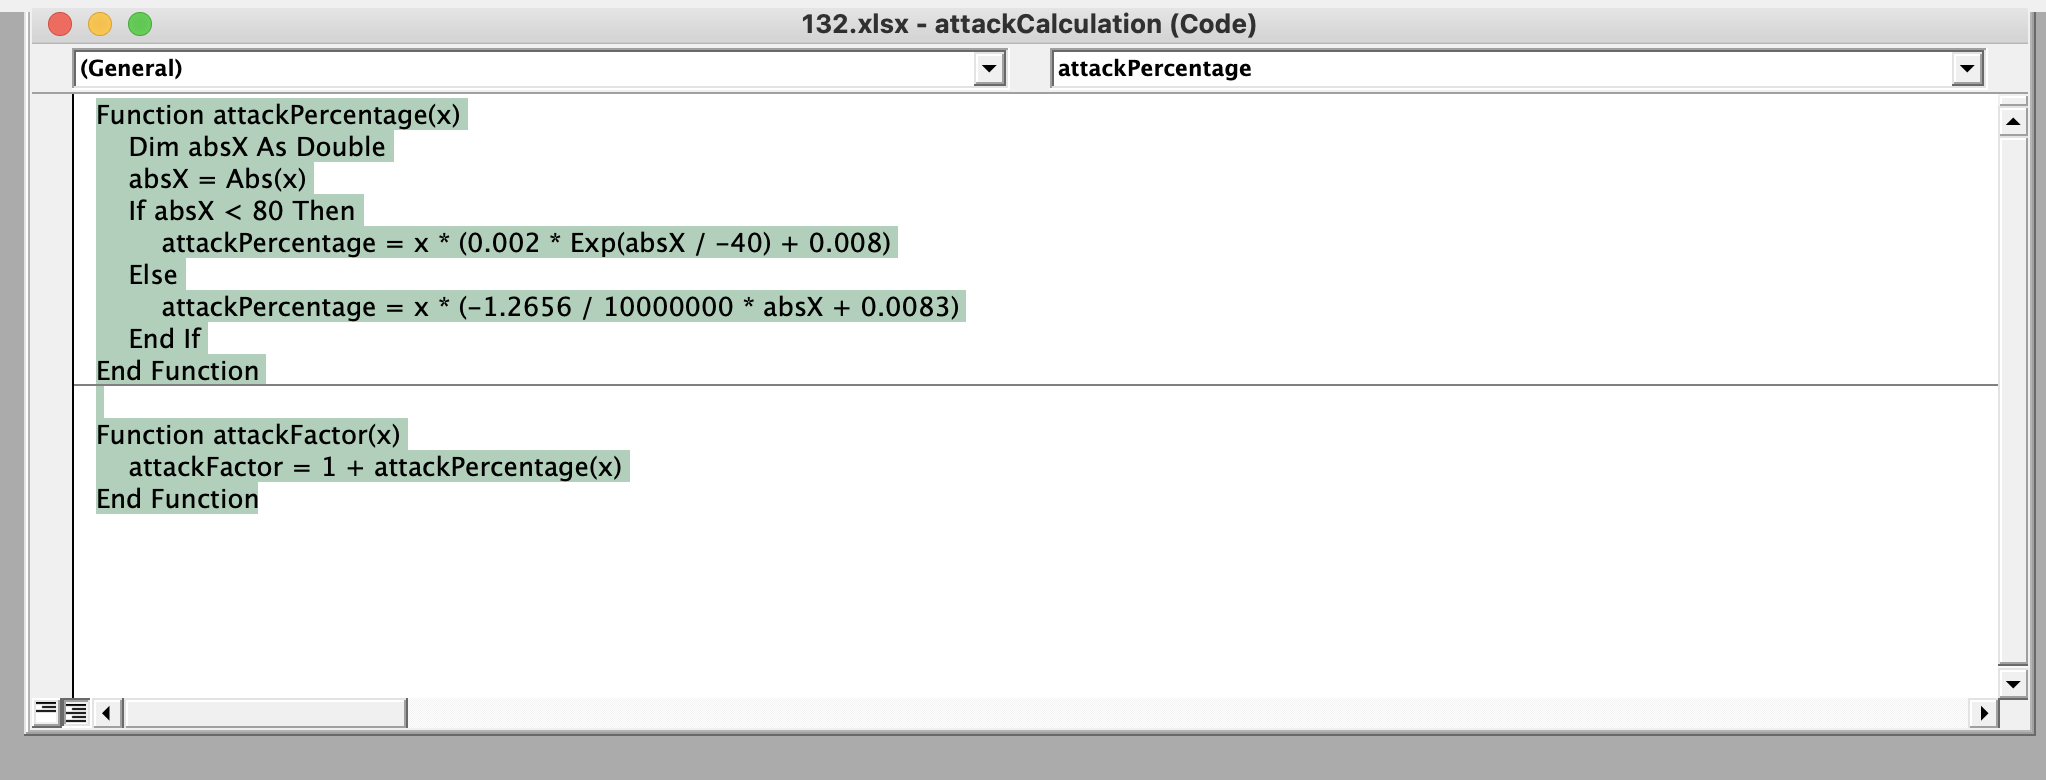 132.xlsx - attackCalculation (Code)
(General)
attackPercentage
Function attackPercentage(x)
Dim absX As Double
absX = Abs(x)
If absX < 80 Then
attackPercentage = x * (0.002 * Exp(absX / -40) + 0.008)
Else
attackPercentage = x * (-1.2656 / 10000000 * absX + 0.0083)
End If
End Function
Function attackFactor(x)
attackFactor = 1 + attackPercentage(x)
End Function